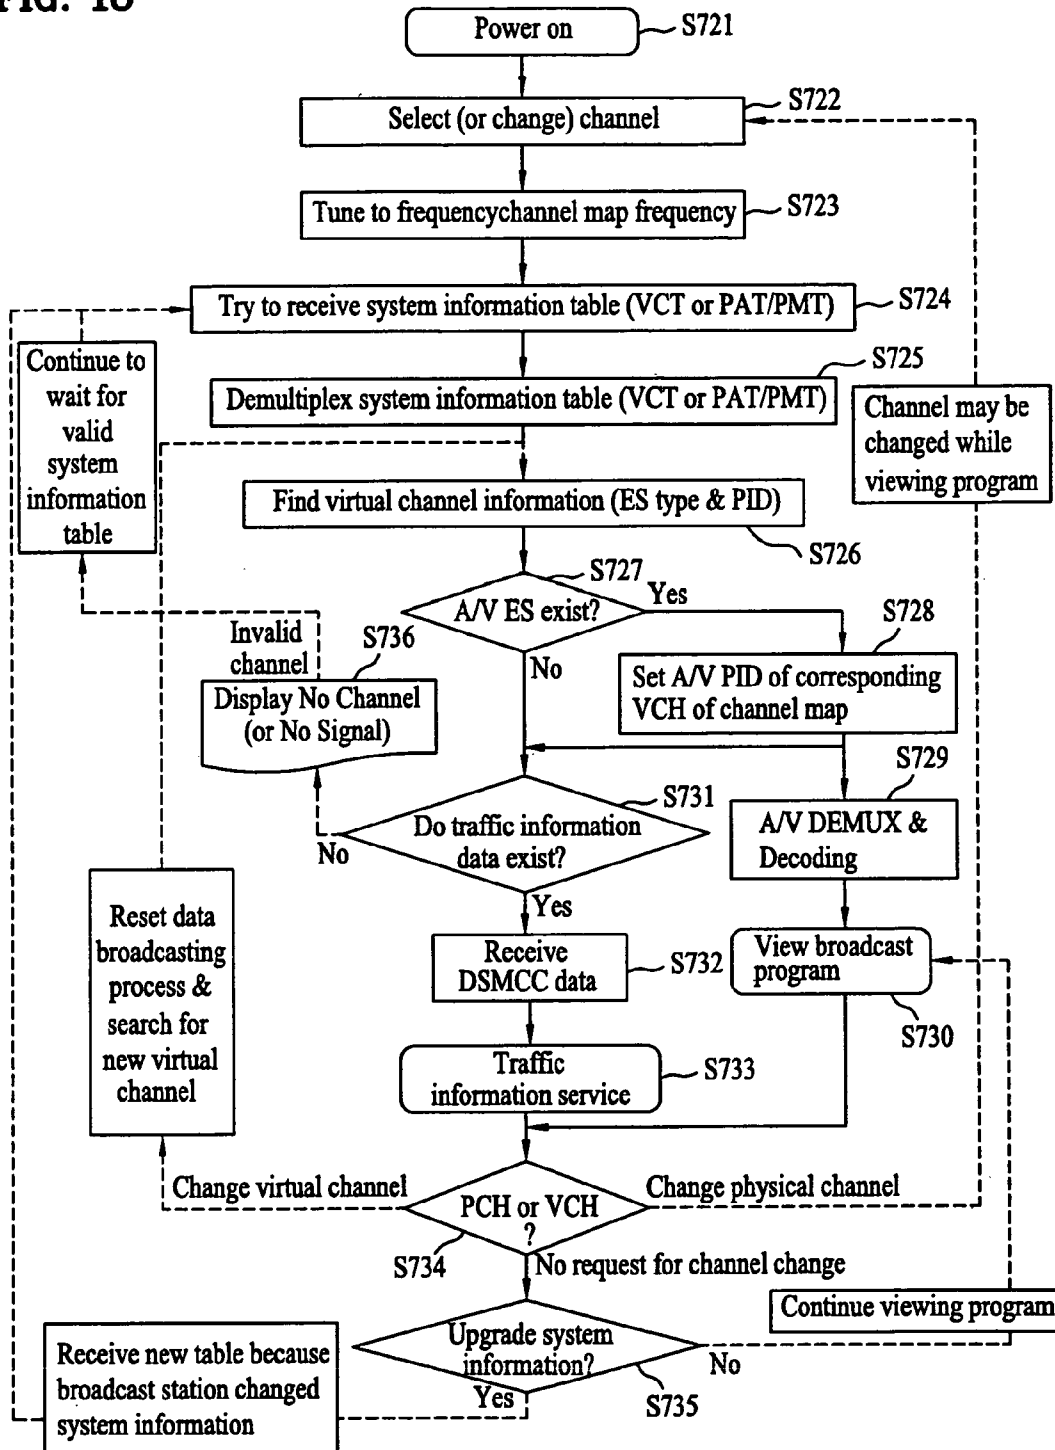 FIG. 18
Power on
S721
Select (or change) channel
S722
Tune to frequencychannel map frequency
S723
Try to receive system information table (VCT or PAT/PMT)
S724
Continue to
wait for
valid
system
information
table
Demultiplex system information table (VCT or PAT/PMT)
S725
Channel may be
changed while
viewing program
Find virtual channel information (ES type & PID)
S726
A/V ES exist?
S727
Yes
No
Invalid
channel
S736
Display No Channel
(or No Signal)
Set A/V PID of corresponding
VCH of channel map
S728
Do traffic information
data exist?
S731
No
Yes
A/V DEMUX &
Decoding
S729
Reset data
broadcasting
process &
search for
new virtual
channel
Receive
DSMCC data
S732
View broadcast
program
S730
Traffic
information service
S733
Change virtual channel
PCH or VCH
?
Change physical channel
S734
No request for channel change
Continue viewing program
Upgrade system
information?
No
Yes
S735
Receive new table because
broadcast station changed
system information